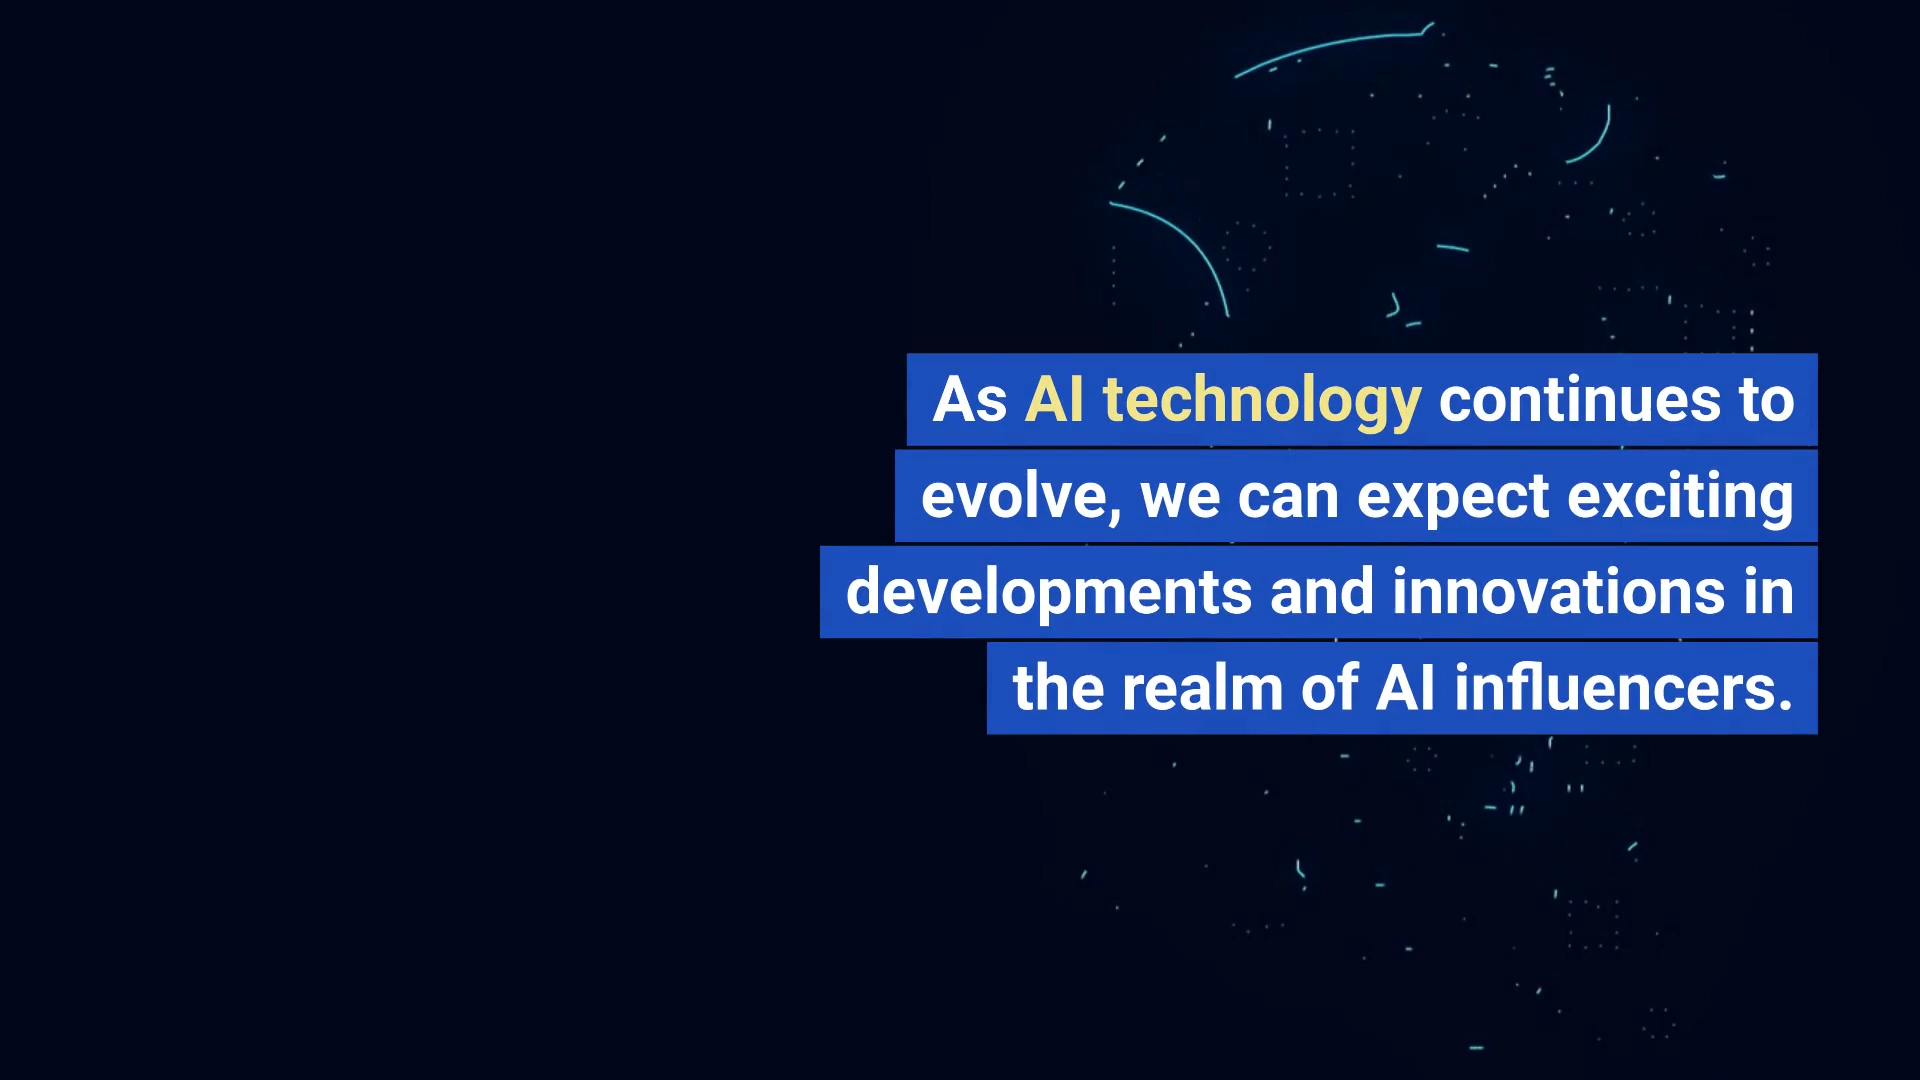 As AI technology continues to
evolve, we can expect exciting
developments and innovations in
the realm of AI influencers.